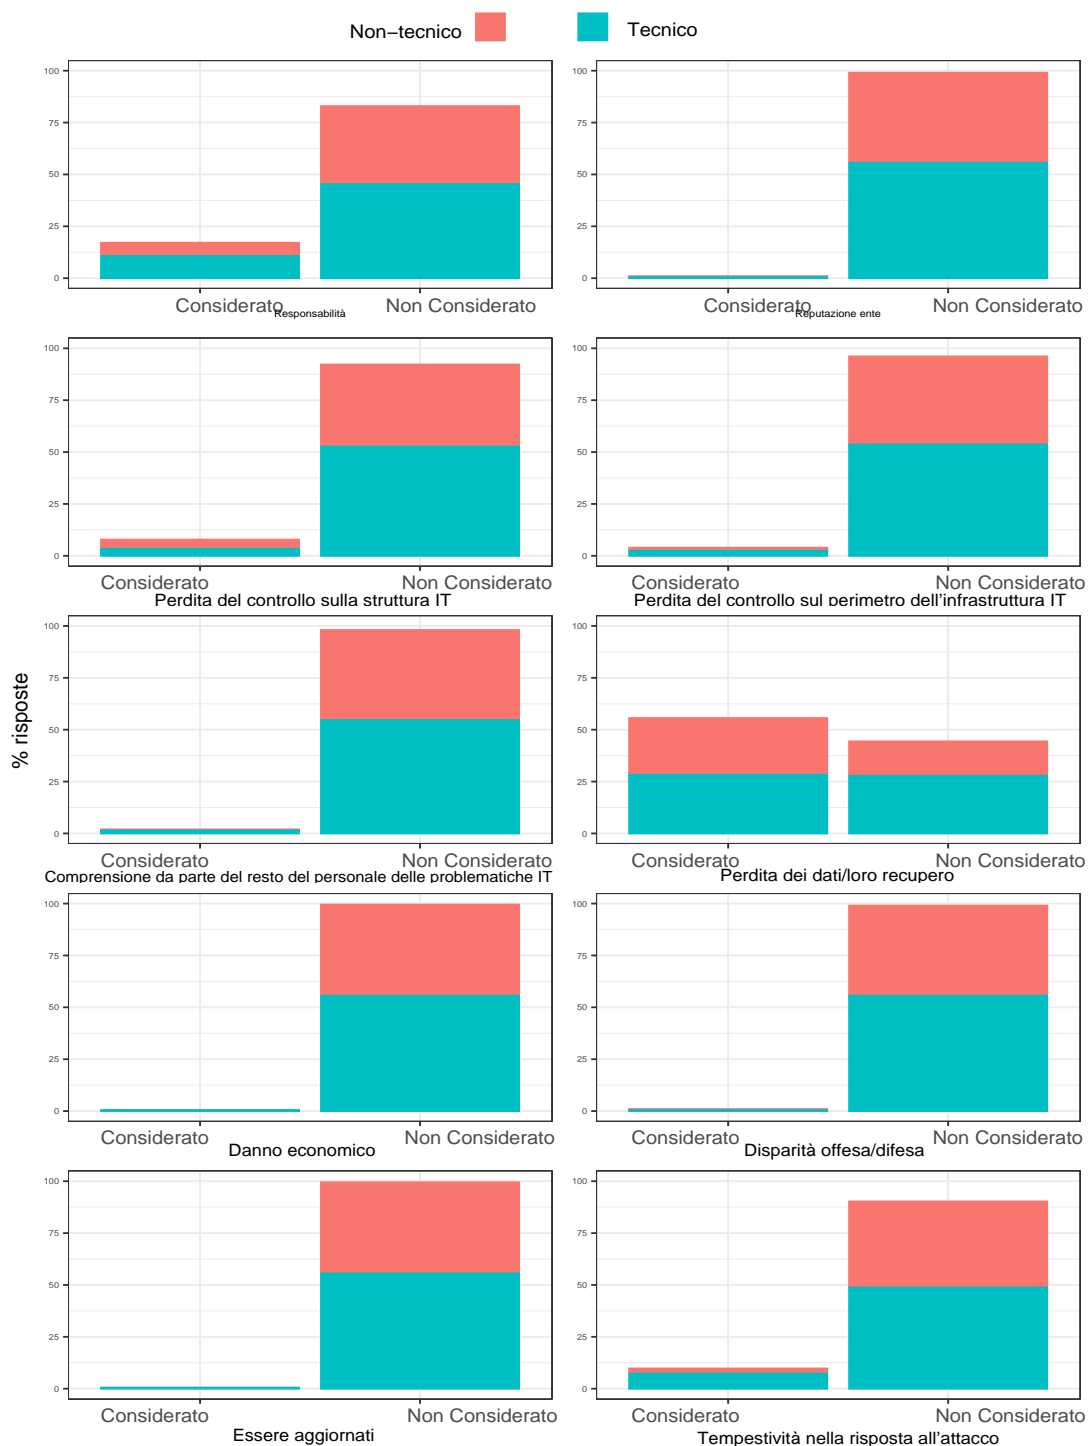 Non−tecnico Tecnico
100 75 50 25 0
Considerato Non Considerato
Responsabilità
100 75 50 25 0
Considerato Non Considerato
Reputazione ente
100 75 50 25 0
Considerato Non Considerato
Perdita del controllo sulla struttura IT
100 75 50 25 0
Considerato Non Considerato
Perdita del controllo sul perimetro dell'infrastruttura IT
% risposte
100 75 50 25 0
Considerato Non Considerato
Comprensione da parte del resto del personale delle problematiche IT
100 75 50 25 0
Considerato Non Considerato
Perdita dei dati/loro recupero
100 75 50 25 0
Considerato Non Considerato
Danno economico
100 75 50 25 0
Considerato Non Considerato
Disparità offesa/difesa
100 75 50 25 0
Considerato Non Considerato
Essere aggiornati
100 75 50 25 0
Considerato Non Considerato
Tempestività nella risposta all'attacco